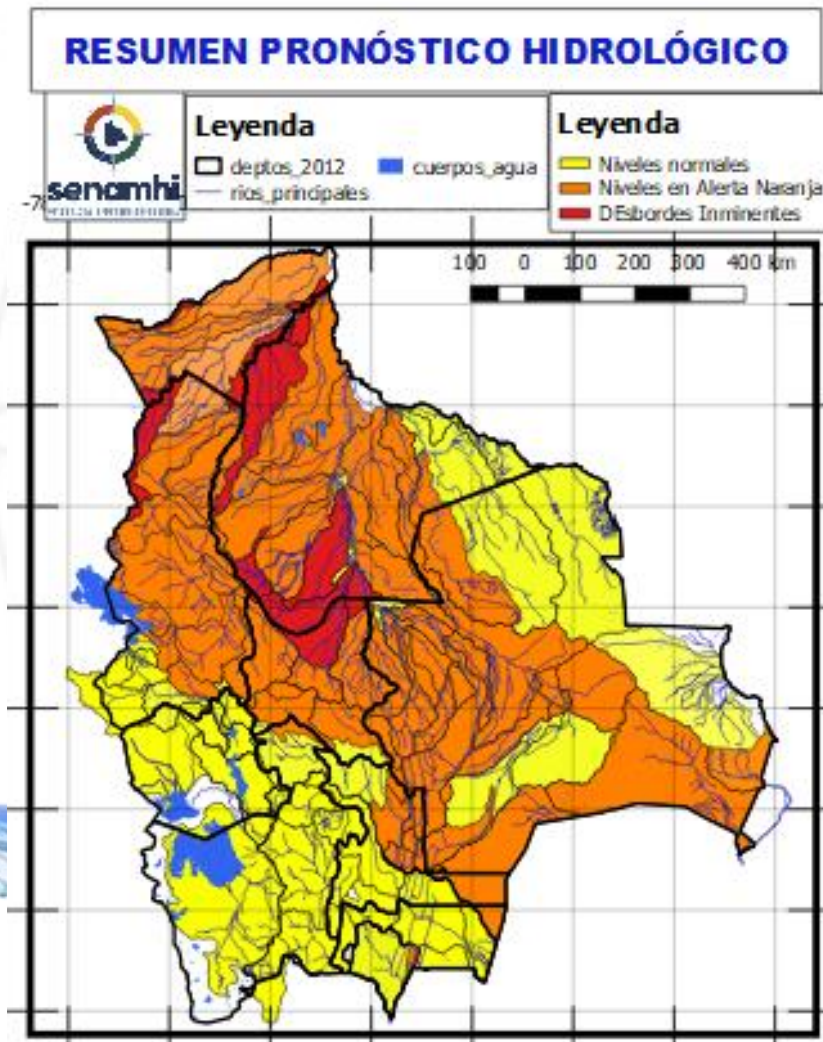 RESUMEN PRONÓSTICO HIDROLÓGICO
senamhi
Leyenda
deptos_2012
cuerpos_agua
rios_principales
Leyenda
Niveles normales
Niveles en Alerta Naranja
DEsbordes Inminentes
100 0 100 200 300 400 km